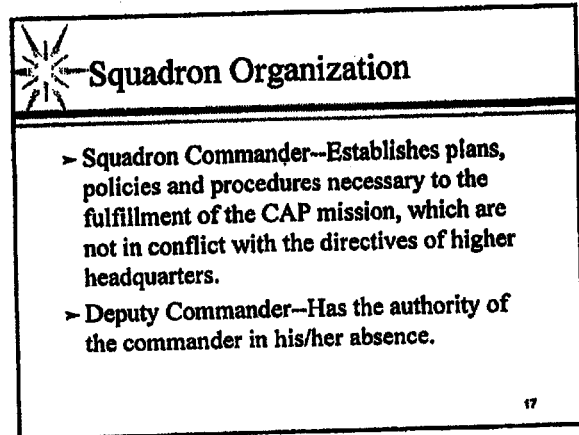 Squadron Organization
➢ Squadron Commander--Establishes plans,
policies and procedures necessary to the
fulfillment of the CAP mission, which are
not in conflict with the directives of higher
headquarters.
➢ Deputy Commander--Has the authority of
the commander in his/her absence.
17